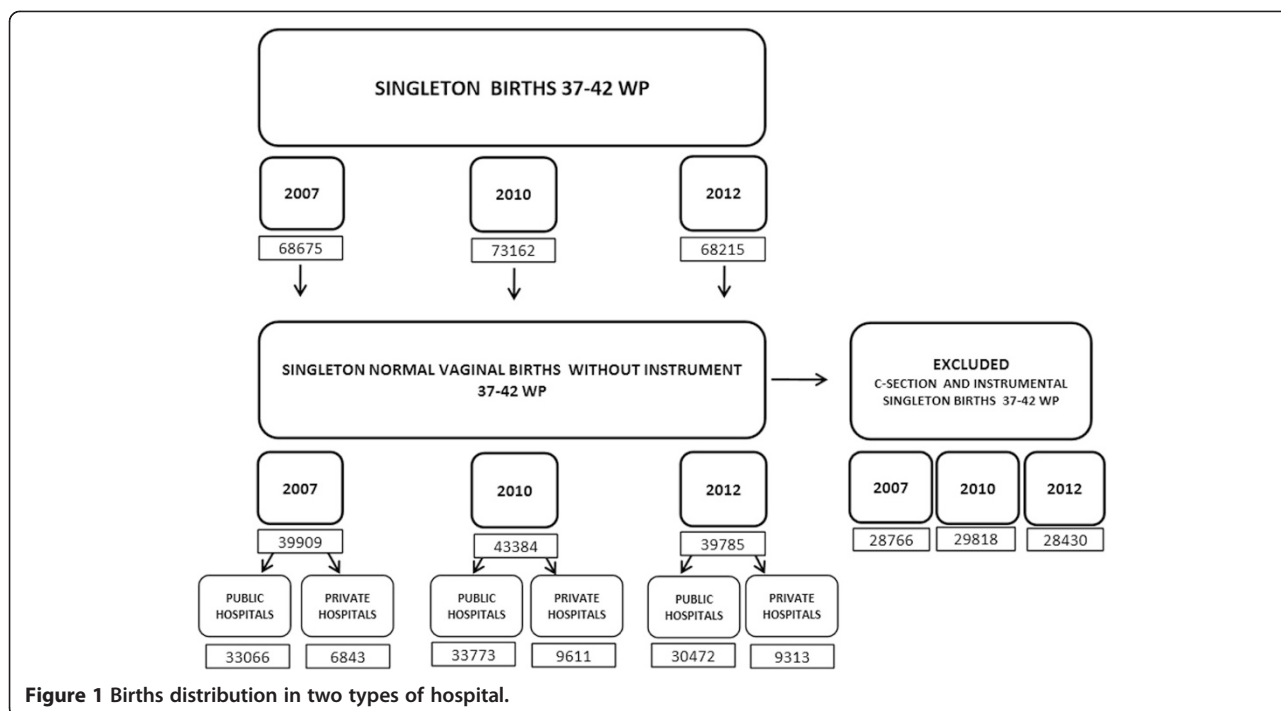 SINGLETON BIRTHS 37-42 WP
2007
2010
2012
68675
73162
68215
SINGLETON NORMAL VAGINAL BIRTHS WITHOUT INSTRUMENT
37-42 WP
EXCLUDED
C-SECTION AND INSTRUMENTAL
SINGLETON BIRTHS 37-42 WP
2007
2010
2012
2007
2010
2012
39909
43384
39785
28766
29818
28430
PUBLIC
HOSPITALS
PRIVATE
HOSPITALS
PUBLIC
HOSPITALS
PRIVATE
HOSPITALS
PUBLIC
HOSPITALS
PRIVATE
HOSPITALS
33066
6843
33773
9611
30472
9313
Figure 1 Births distribution in two types of hospital.